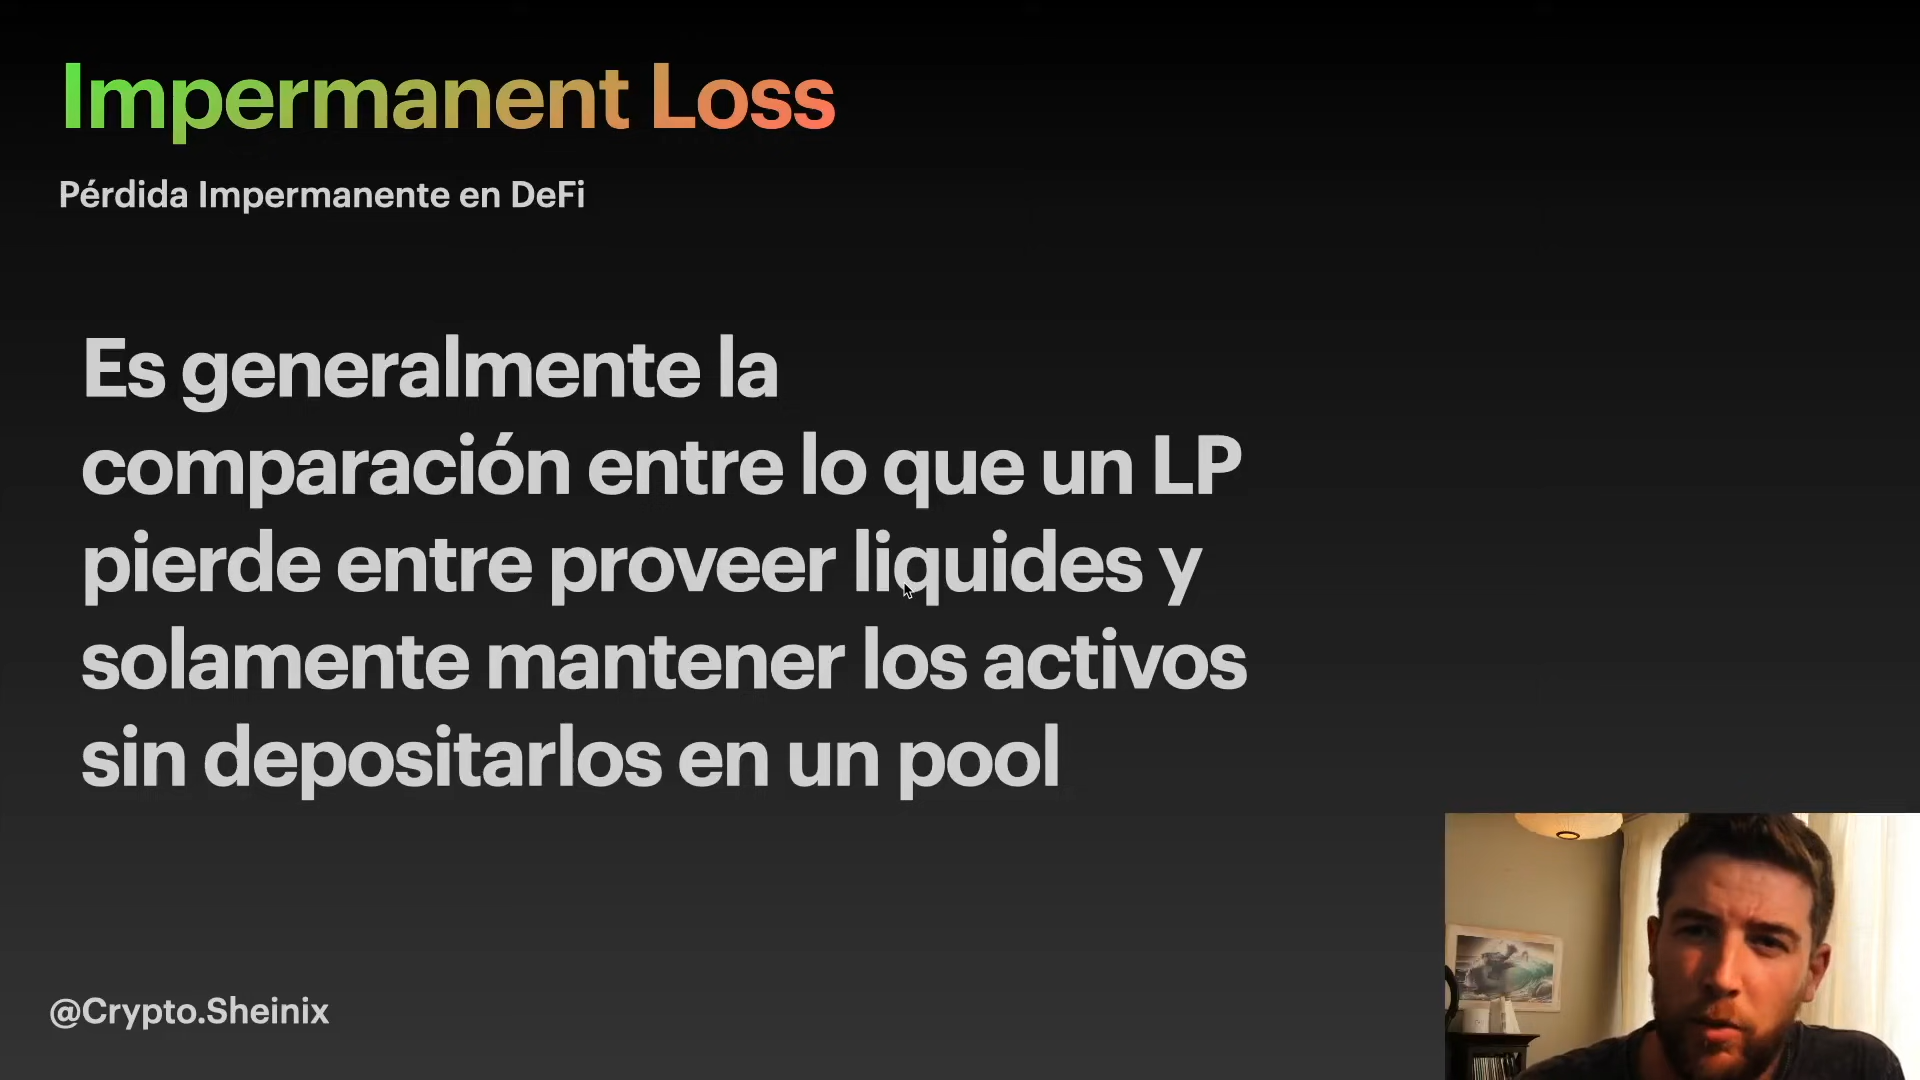 Impermanent Loss
Pérdida Impermanente en DeFi
Es generalmente la
comparación entre lo que un LP
pierde entre proveer liquides y
solamente mantener los activos
sin depositarlos en un pool
@Crypto.Sheinix